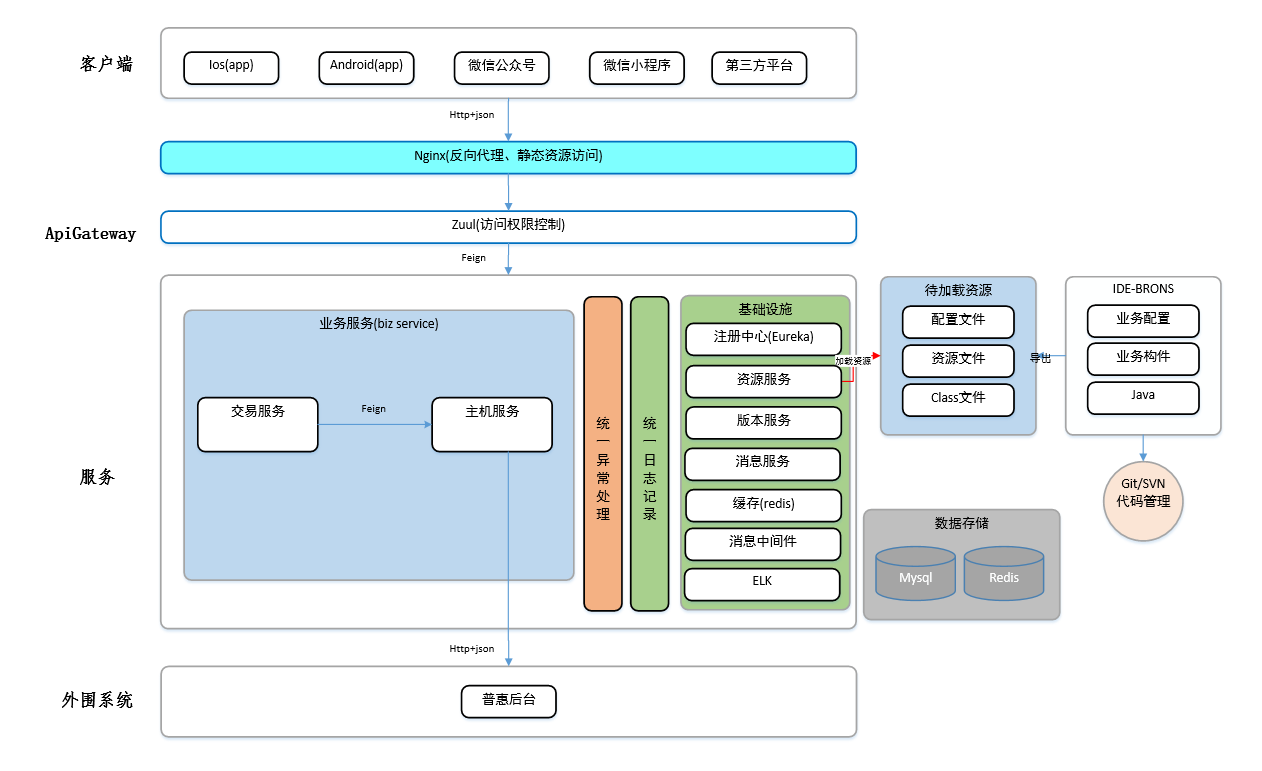 客户端
Ios(app)
Android(app)
微信公众号
微信小程序
第三方平台
Http+json
Nginx(反向代理、静态资源访问)
ApiGateway
Zuul(访问权限控制)
Feign
服务
业务服务(biz service)
交易服务
Feign
主机服务
统一异常处理
统一日志记录
基础设施
注册中心(Eureka)
资源服务
版本服务
消息服务
缓存(redis)
消息中间件
ELK
加载资源
待加载资源
配置文件
资源文件
Class文件
导出
IDE-BRONS
业务配置
业务构件
Java
Git/SVN
代码管理
数据存储
Mysql
Redis
Http+json
外围系统
普惠后台